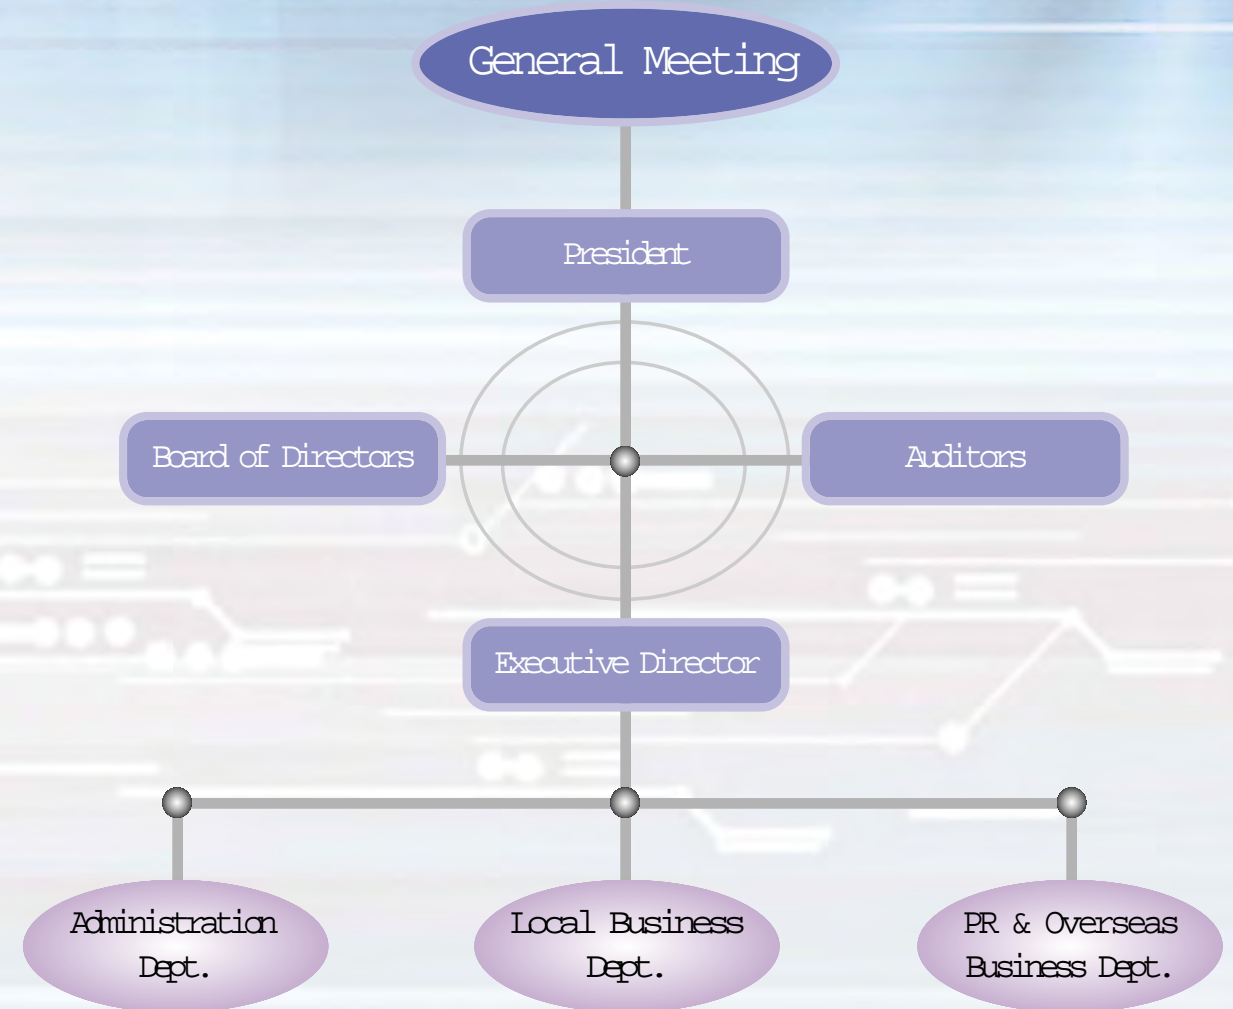 General Meeting
President
Board of Directors
Auditors
Executive Director
Administration
Dept.
Local Business
Dept.
PR & Overseas
Business Dept.